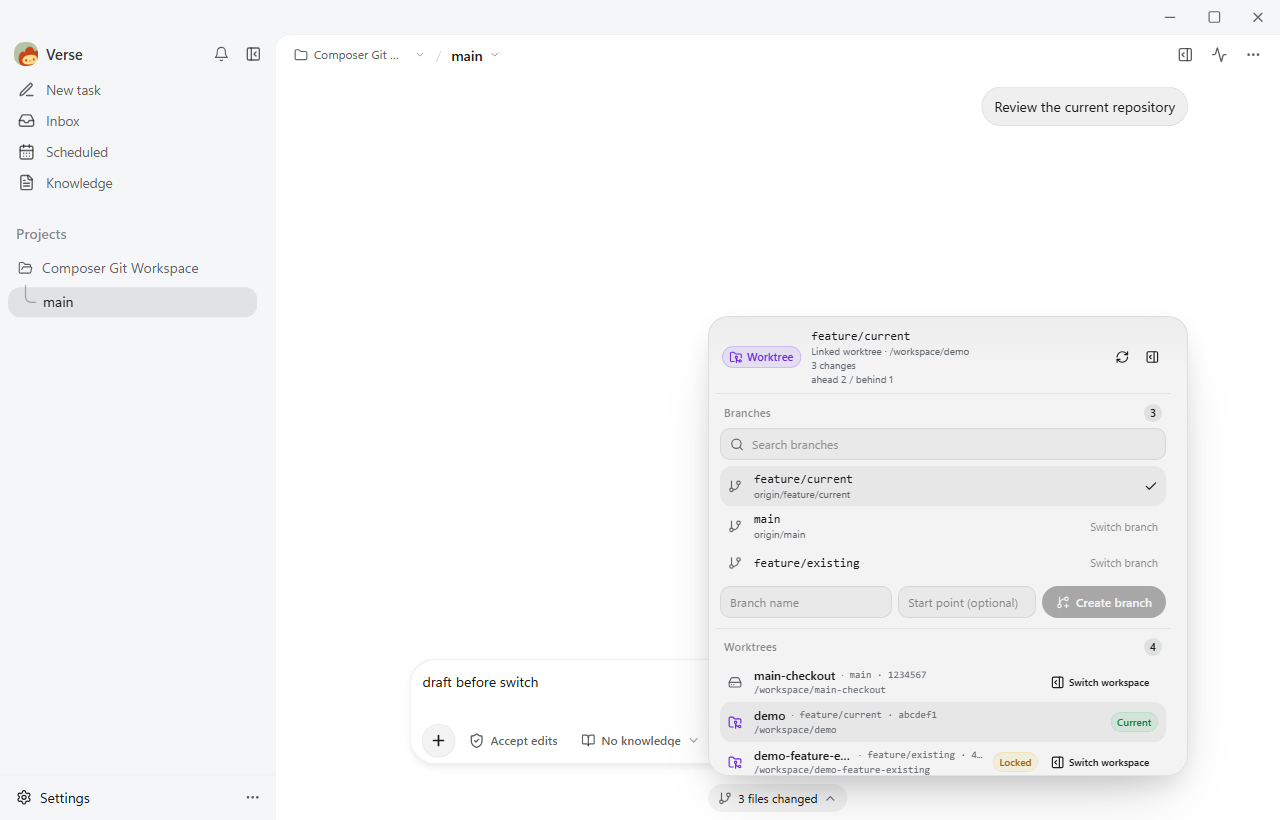 Verse
New task
Inbox
Scheduled
Knowledge
Projects
Composer Git Workspace
main
Settings
Composer Git ...
/
main
Review the current repository
Worktree
feature/current
Linked worktree · /workspace/demo
3 changes
ahead 2 / behind 1
Branches
3
Search branches
feature/current
origin/feature/current
main
origin/main
Switch branch
feature/existing
Switch branch
Branch name
Start point (optional)
Create branch
Worktrees
4
main-checkout · main · 1234567
/workspace/main-checkout
Switch workspace
demo · feature/current · abcdef1
/workspace/demo
Current
demo-feature-e... · feature/existing · 4...
/workspace/demo-feature-existing
Locked
Switch workspace
draft before switch
Accept edits
No knowledge
3 files changed